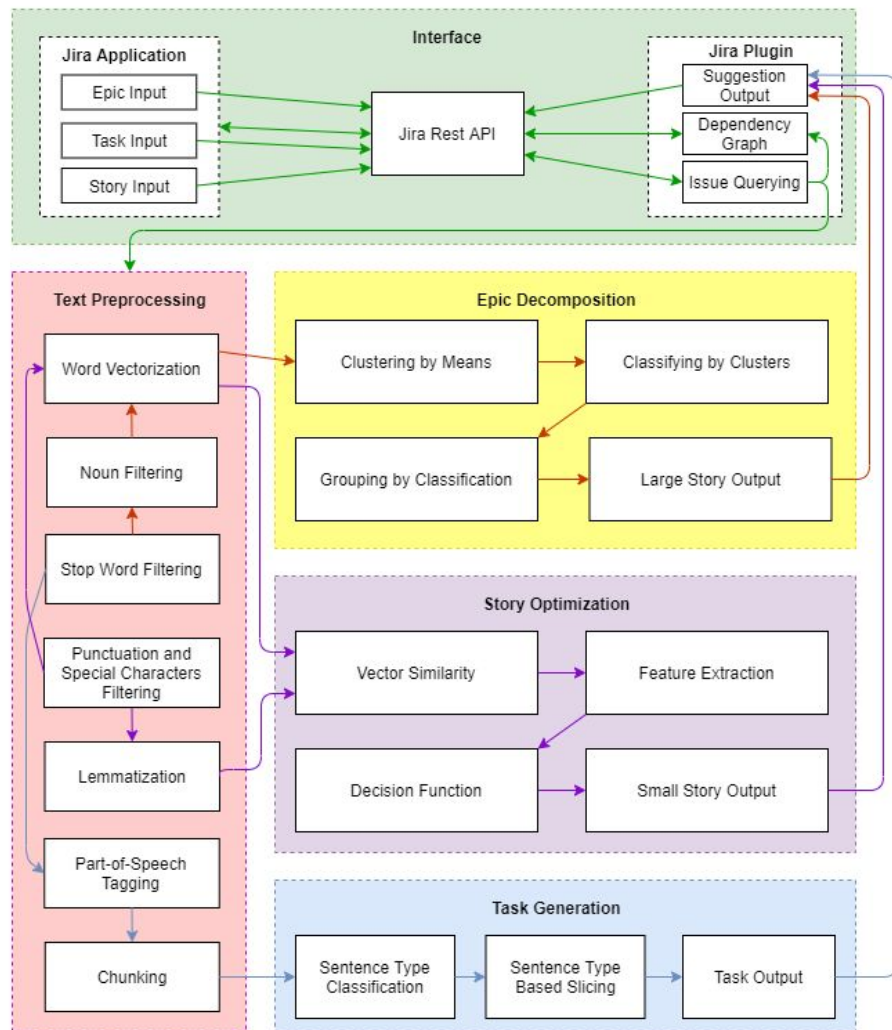 Interface
Jira Application
Epic Input
Task Input
Story Input
Jira Rest API
Jira Plugin
Suggestion
Output
Dependency
Graph
Issue Querying
Text Preprocessing
Word Vectorization
Noun Filtering
Stop Word Filtering
Punctuation and
Special Characters
Filtering
Lemmatization
Part-of-Speech
Tagging
Chunking
Epic Decomposition
Clustering by Means
Classifying by Clusters
Grouping by Classification
Large Story Output
Story Optimization
Vector Similarity
Feature Extraction
Decision Function
Small Story Output
Task Generation
Sentence Type
Classification
Sentence Type
Based Slicing
Task Output